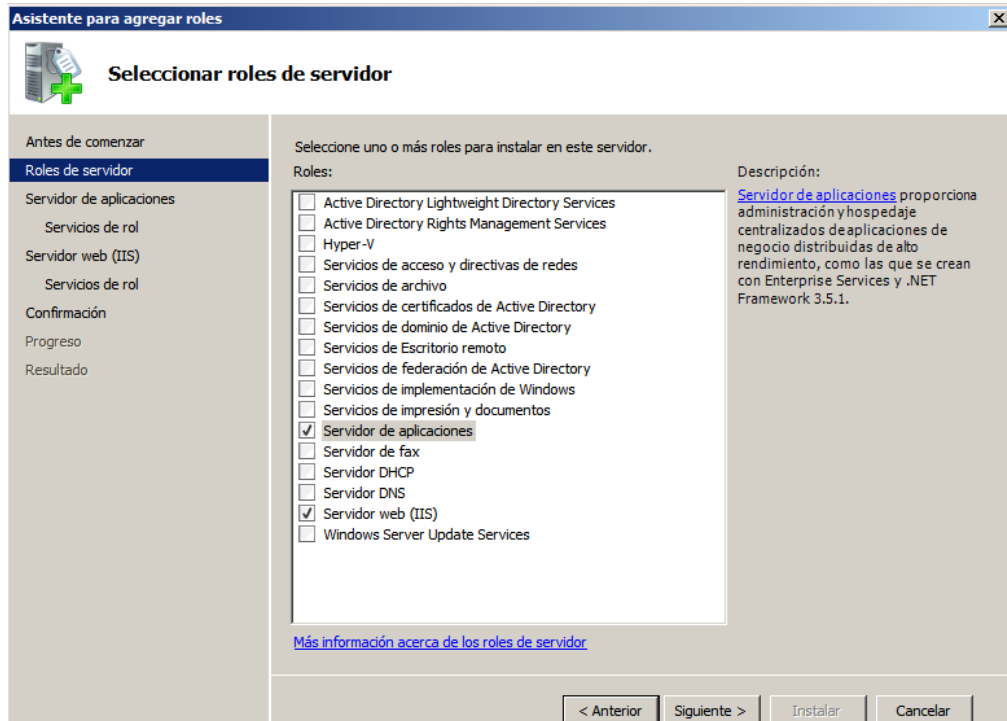 Asistente para agregar roles
Seleccionar roles de servidor
Antes de comenzar
Roles de servidor
Servidor de aplicaciones
Servicios de rol
Servidor web (IIS)
Servicios de rol
Confirmación
Progreso
Resultado
Seleccione uno o más roles para instalar en este servidor.
Roles:
Active Directory Lightweight Directory Services
Active Directory Rights Management Services
Hyper-V
Servicios de acceso y directivas de redes
Servicios de archivo
Servicios de certificados de Active Directory
Servicios de dominio de Active Directory
Servicios de Escritorio remoto
Servicios de federación de Active Directory
Servicios de implementación de Windows
Servicios de impresión y documentos
Servidor de aplicaciones
Servidor de fax
Servidor DHCP
Servidor DNS
Servidor web (IIS)
Windows Server Update Services
Más información acerca de los roles de servidor
Descripción:
Servidor de aplicaciones proporciona
administración y hospedaje
centralizados de aplicaciones de
negocio distribuidas de alto
rendimiento, como las que se crean
con Enterprise Services y .NET
Framework 3.5.1.
< Anterior
Siguiente >
Instalar
Cancelar